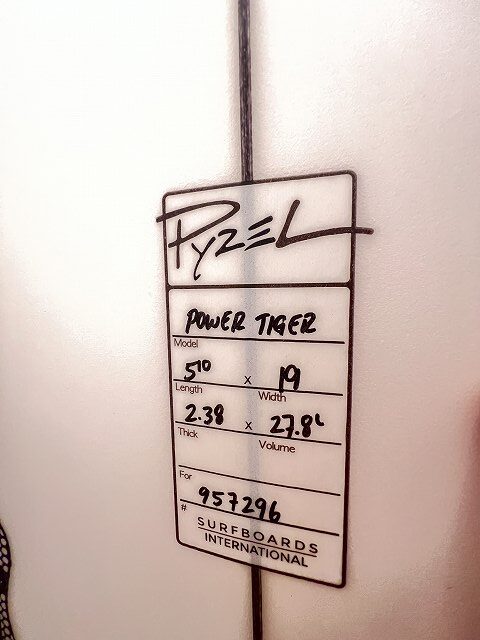 PYZEL
POWER TIGER
Model
5'10 x 19
Length Width
2.38 x 27.8L
Thick Volume
For
957296
#
SURFBOARDS
INTERNATIONAL